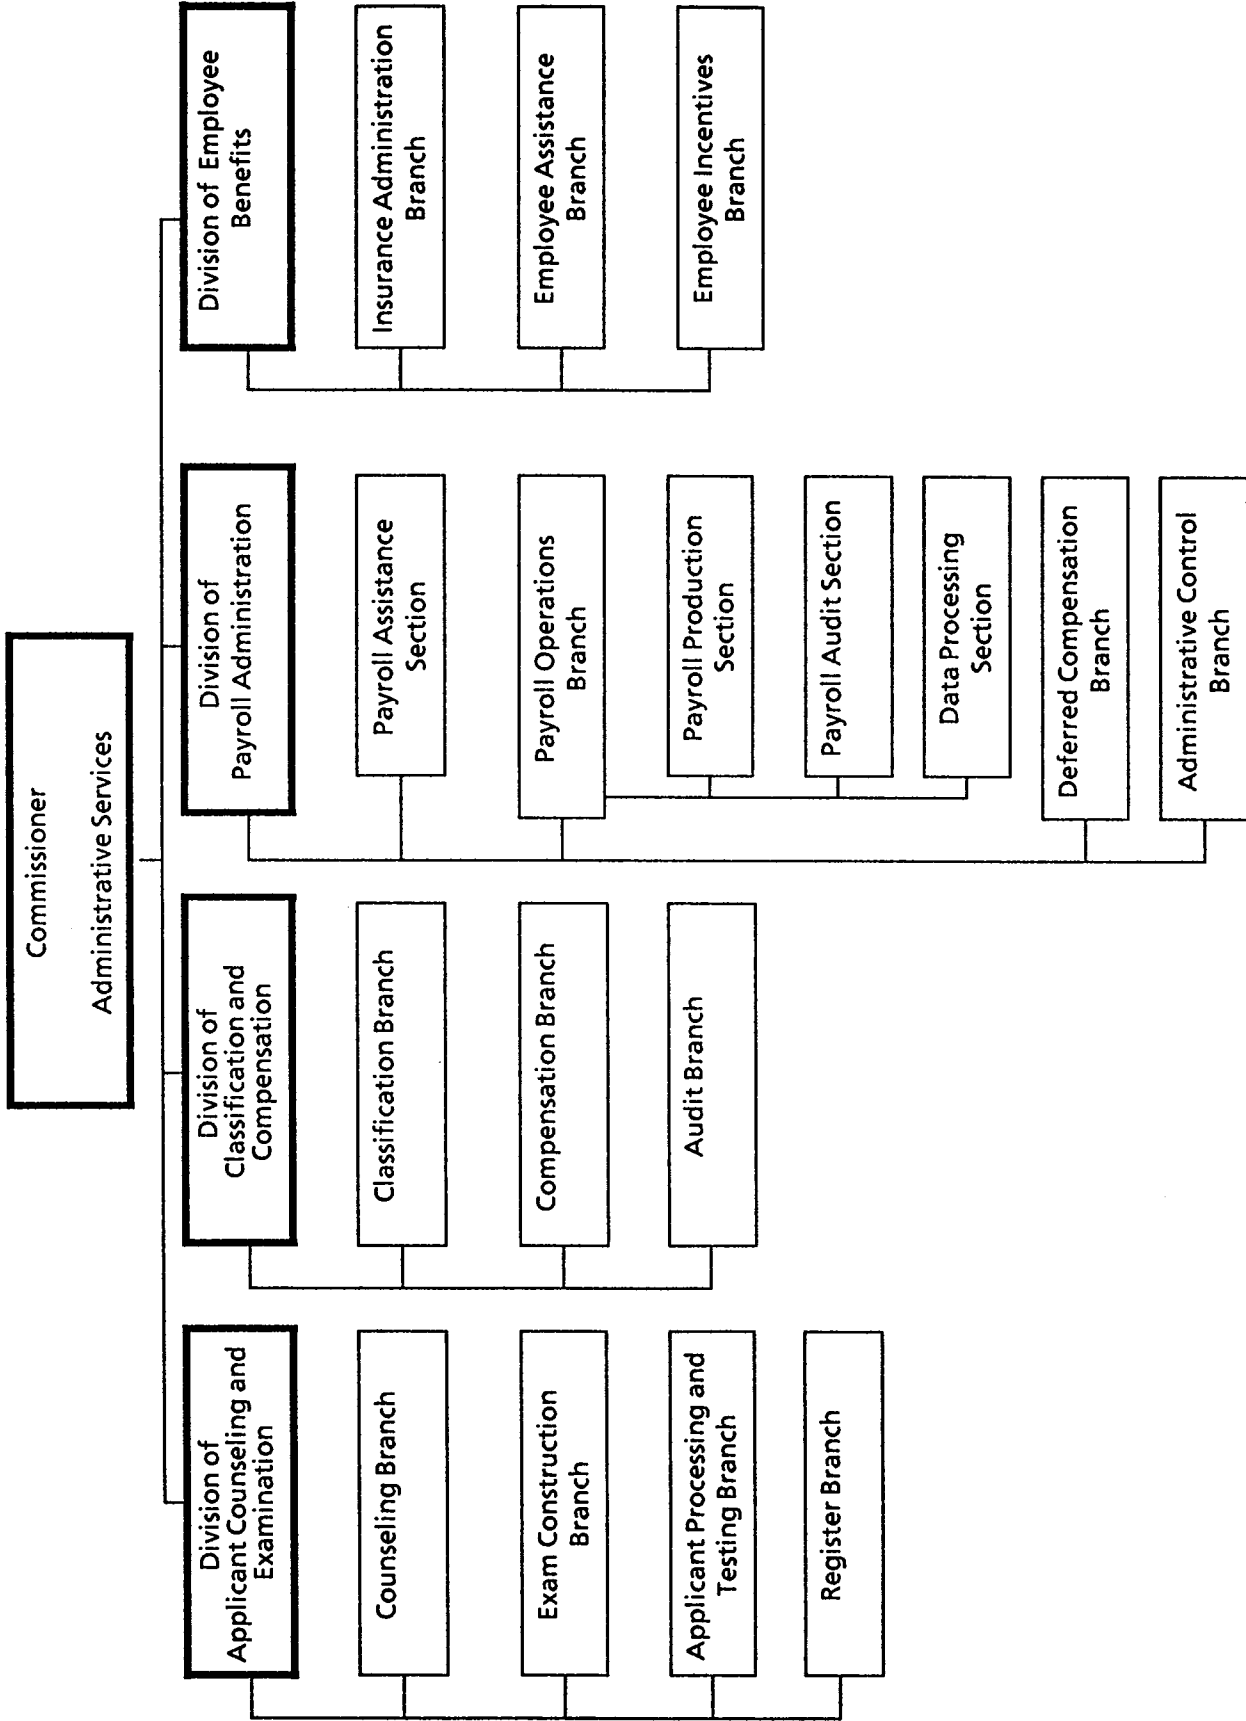 Commissioner
Administrative Services
Division of
Applicant Counseling and
Examination
Counseling Branch
Exam Construction
Branch
Applicant Processing and
Testing Branch
Register Branch
Division of
Classification and
Compensation
Classification Branch
Compensation Branch
Audit Branch
Division of
Payroll Administration
Payroll Assistance
Section
Payroll Operations
Branch
Payroll Production
Section
Payroll Audit Section
Data Processing
Section
Deferred Compensation
Branch
Administrative Control
Branch
Division of Employee
Benefits
Insurance Administration
Branch
Employee Assistance
Branch
Employee Incentives
Branch